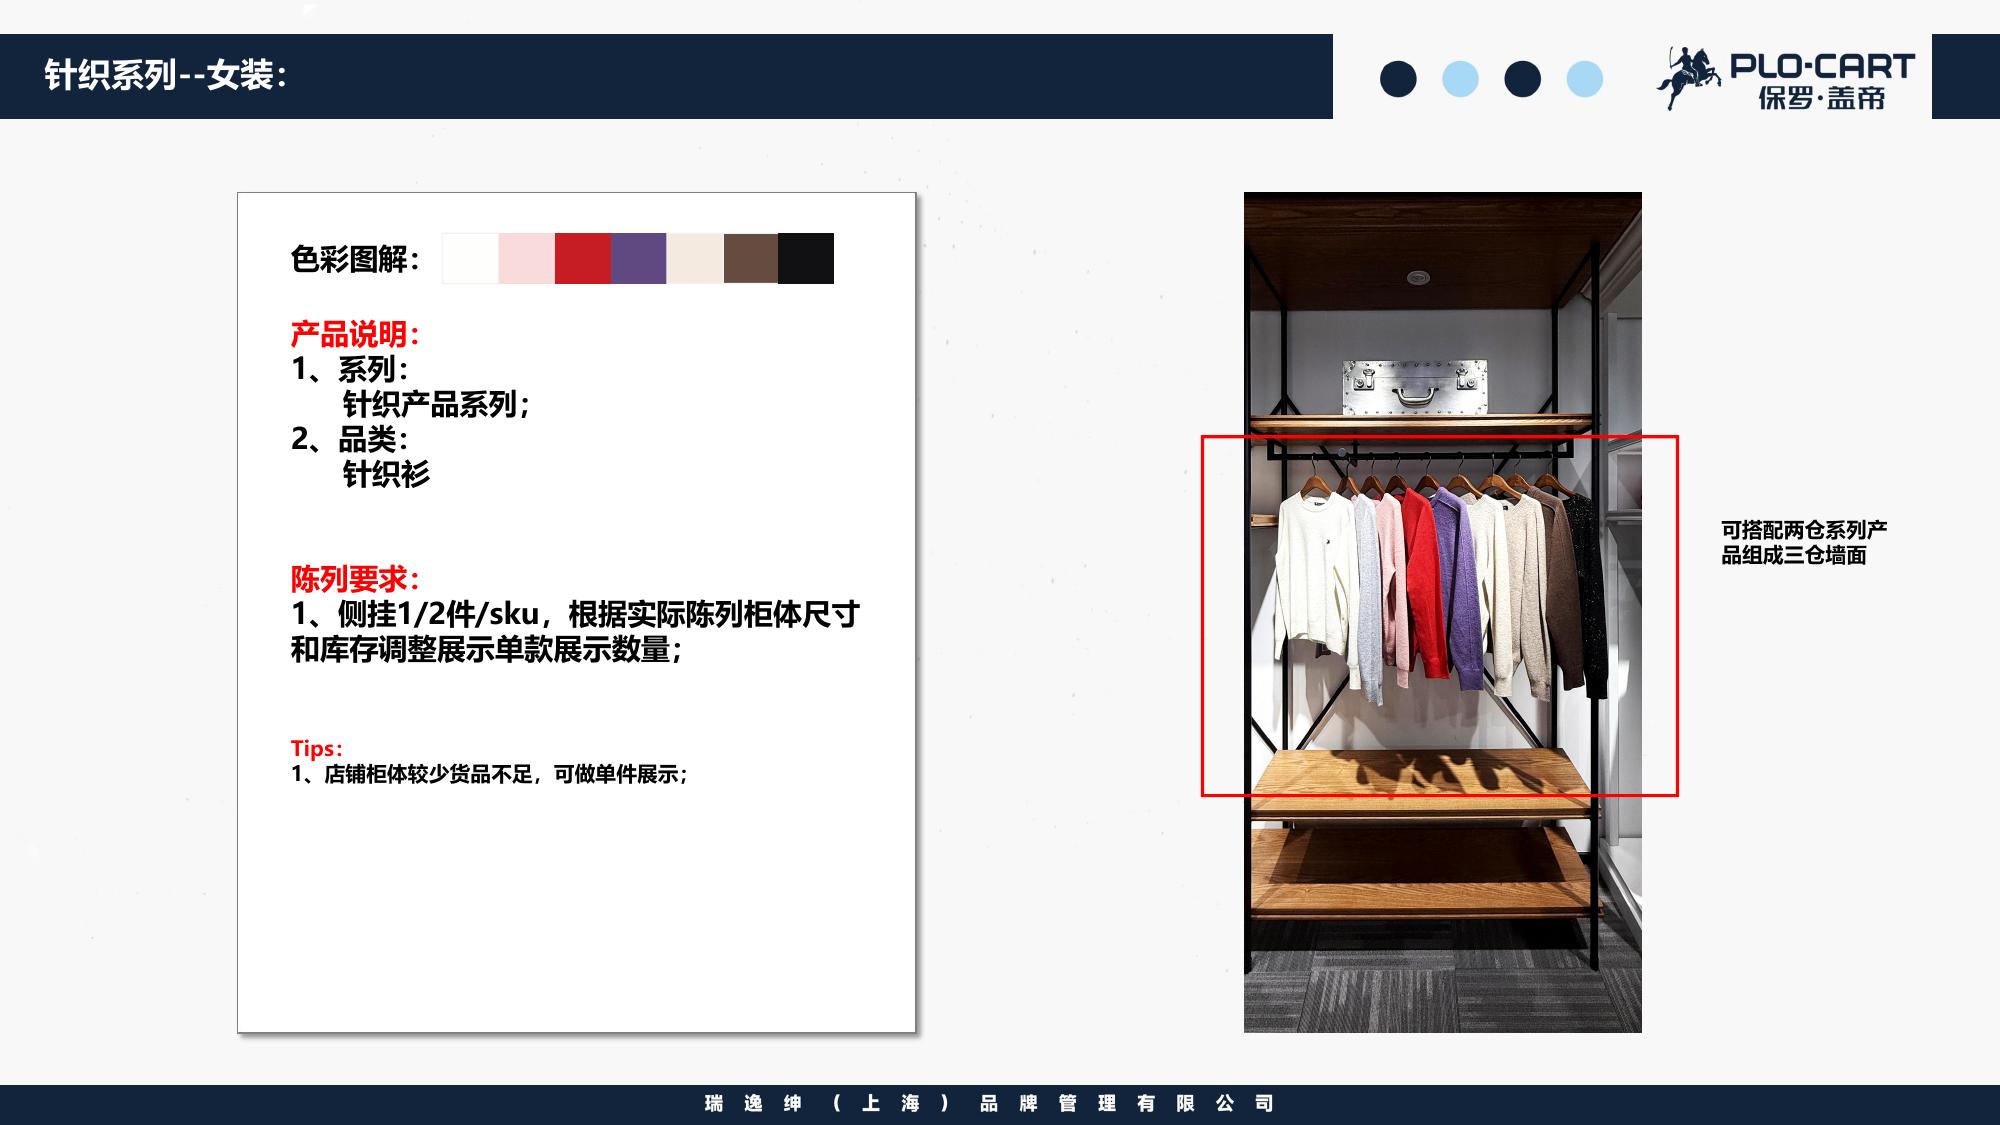 针织系列--女装：
PLO·CART
保罗·盖帝
色彩图解：
产品说明：
1、系列：
针织产品系列；
2、品类：
针织衫
陈列要求：
1、侧挂1/2件/sku，根据实际陈列柜体尺寸
和库存调整展示单款展示数量；
Tips：
1、店铺柜体较少货品不足，可做单件展示；
可搭配两仓系列产
品组成三仓墙面
瑞逸绅（上海）品牌管理有限公司